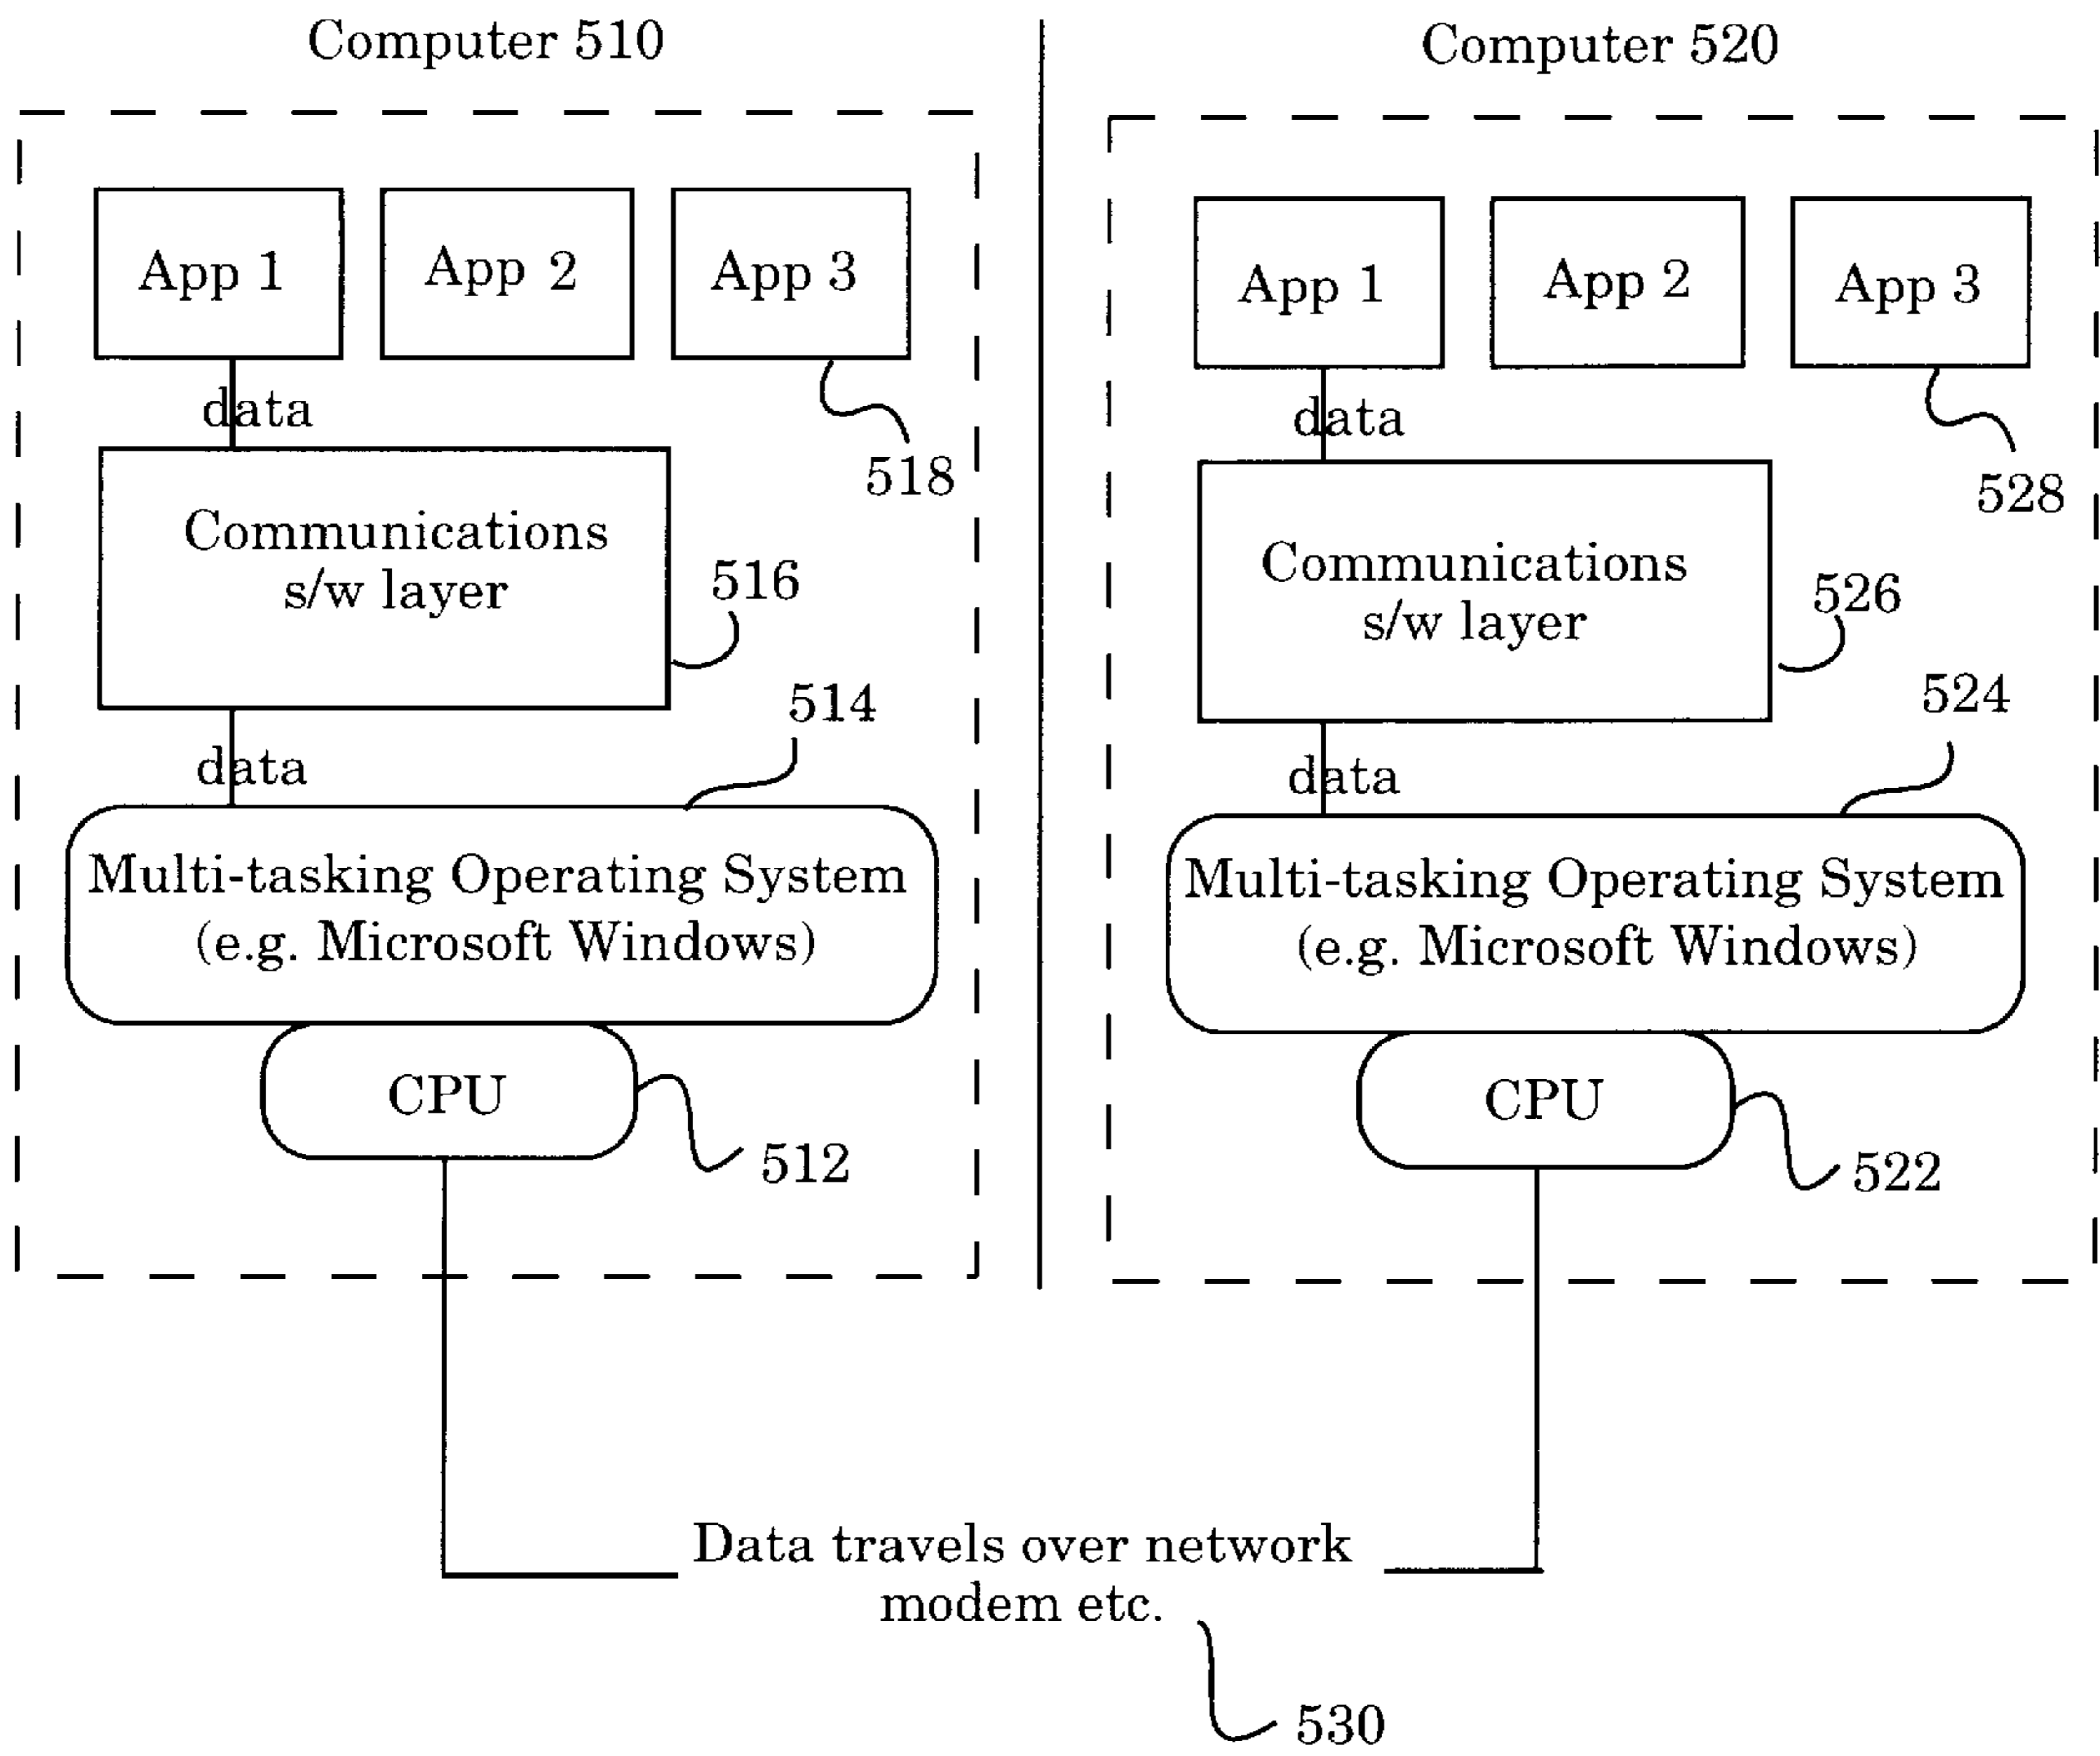 Computer 510
App 1
App 2
App 3
data
518
Communications
s/w layer
516
514
data
Multi-tasking Operating System
(e.g. Microsoft Windows)
CPU
512
Computer 520
App 1
App 2
App 3
data
528
Communications
s/w layer
526
524
data
Multi-tasking Operating System
(e.g. Microsoft Windows)
CPU
522
Data travels over network
modem etc.
530